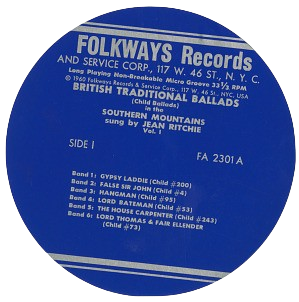 FOLKWAYS Records
AND SERVICE CORP., 117 W. 46 ST., N. Y. C.
Long Playing Non-Breakable Micro Groove 33⅓ RPM
© 1960 Folkways Records & Service Corp., 117 W. 46 St., NYC, USA
BRITISH TRADITIONAL BALLADS
(Child Ballads)
in the
SOUTHERN MOUNTAINS
sung by JEAN RITCHIE
Vol. I
SIDE I FA 2301 A
Band 1: GYPSY LADDIE (Child #200)
Band 2: FALSE SIR JOHN (Child #4)
Band 3: HANGMAN (Child #95)
Band 4: LORD BATEMAN (Child #53)
Band 5: THE HOUSE CARPENTER (Child #243)
Band 6: LORD THOMAS & FAIR ELLENDER
(Child #73)